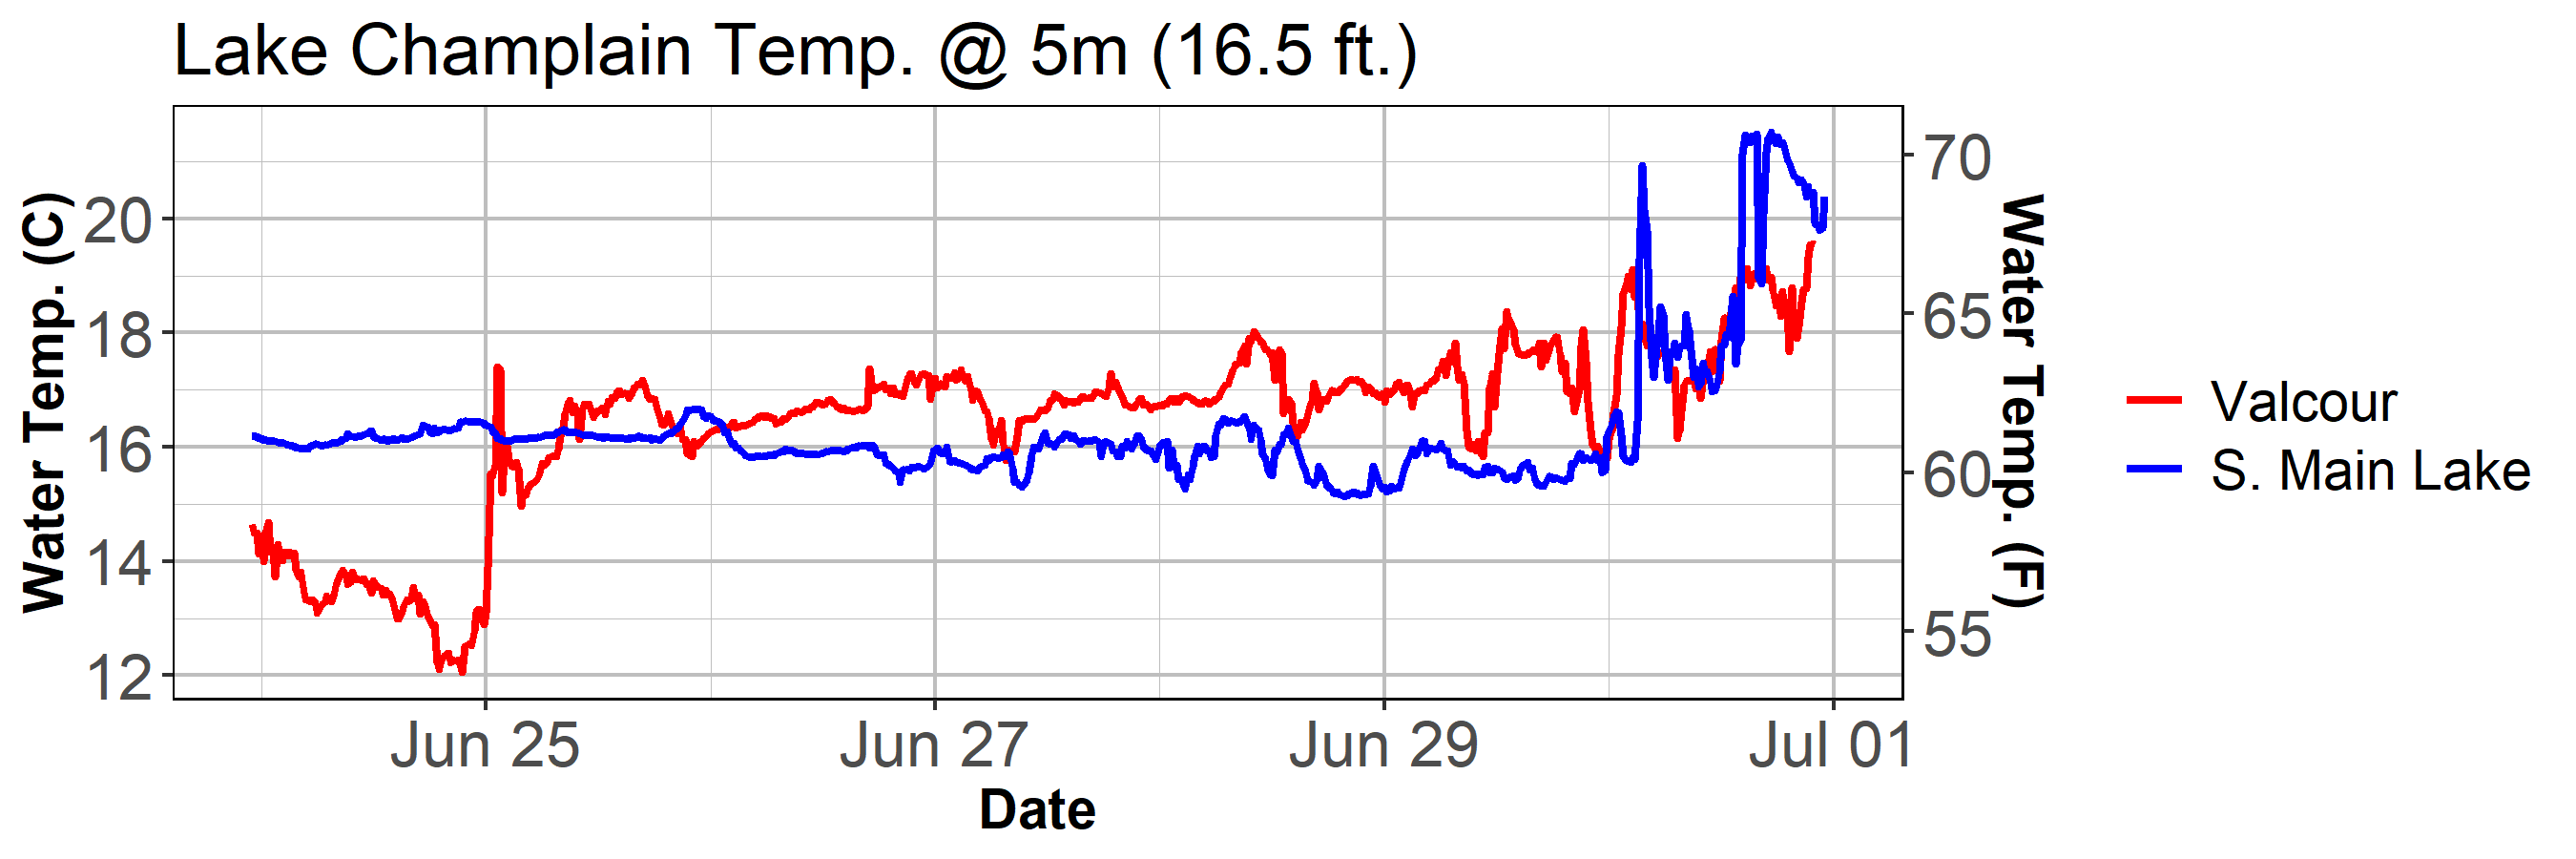 Lake Champlain Temp. @ 5m (16.5 ft.)
Water Temp. (C)
20
18
16
14
12
70
65
60
55
Water Temp. (F)
Jun 25
Jun 27
Jun 29
Jul 01
Date
Valcour
S. Main Lake